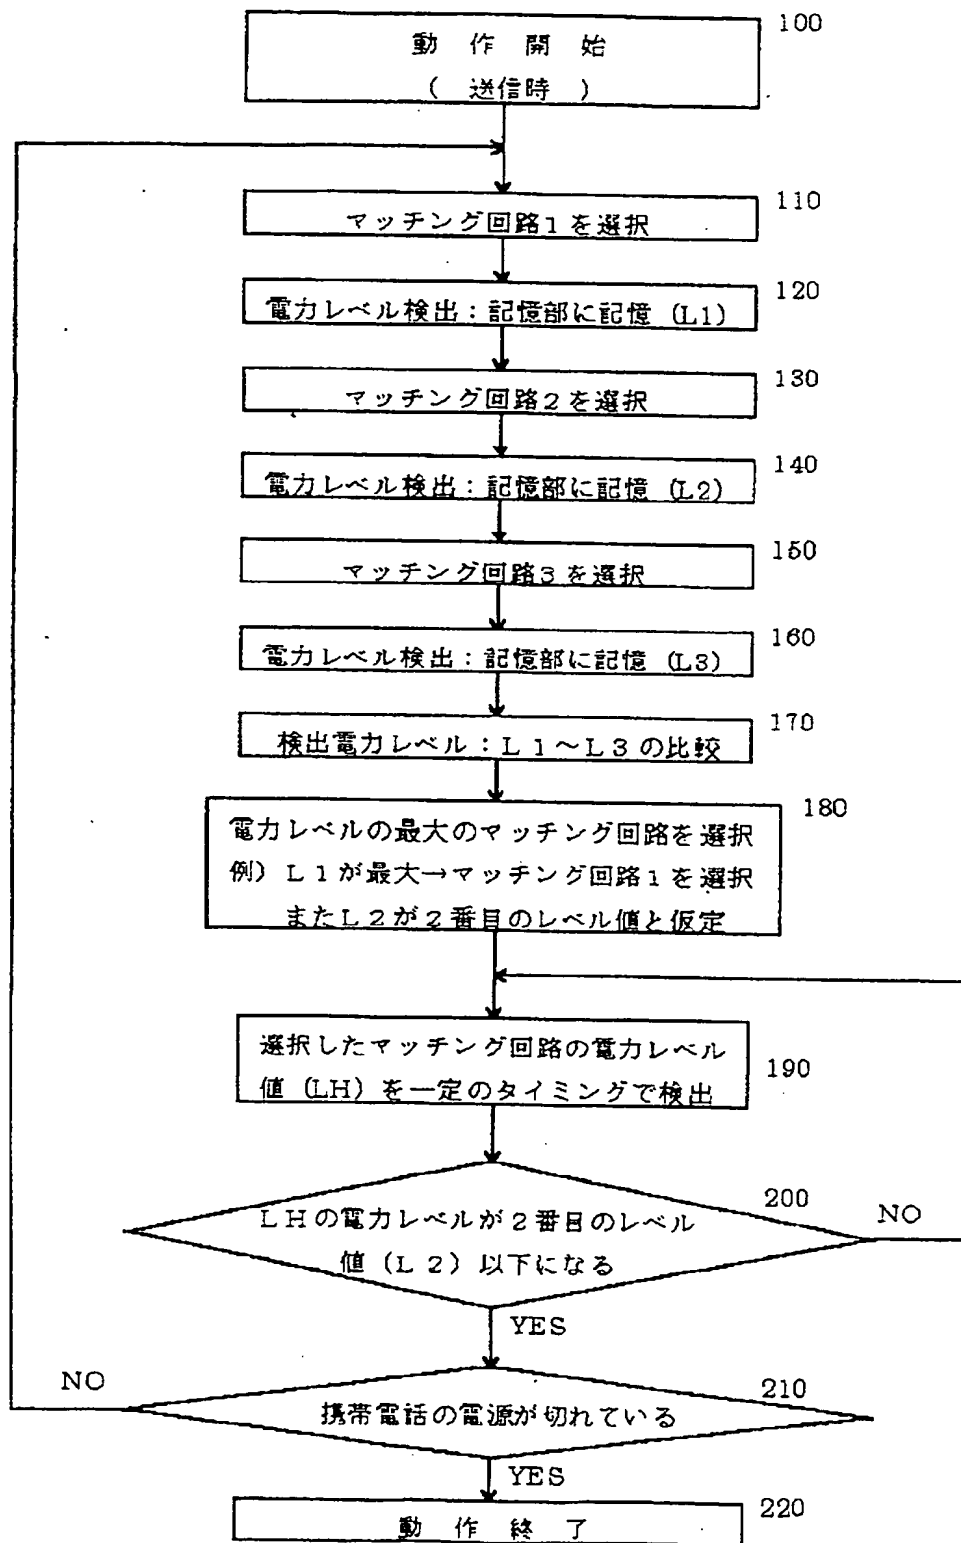 100
動 作 開 始
( 送信時 )
110
マッチング回路1を選択
120
電力レベル検出:記憶部に記憶 (L1)
130
マッチング回路2を選択
140
電力レベル検出:記憶部に記憶 (L2)
150
マッチング回路3を選択
160
電力レベル検出:記憶部に記憶 (L3)
170
検出電力レベル:L1~L3の比較
180
電力レベルの最大のマッチング回路を選択
例) L1が最大→マッチング回路1を選択
またL2が2番目のレベル値と仮定
選択したマッチング回路の電力レベル
190
値 (LH) を一定のタイミングで検出
200
LHの電力レベルが2番目のレベル
NO
値 (L2) 以下になる
YES
NO
210
携帯電話の電源が切れている
YES
220
動 作 終 了